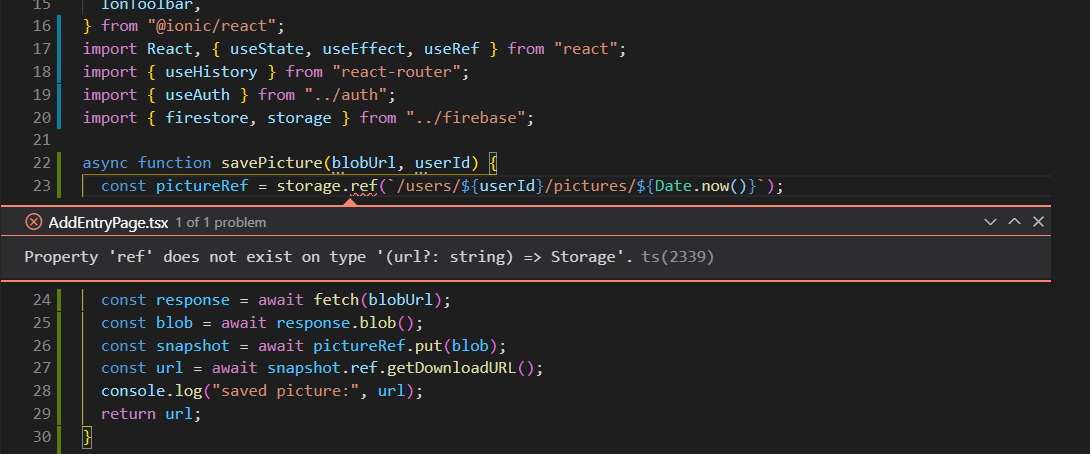 15 IonToolbar,
16 } from "@ionic/react";
17 import React, { useState, useEffect, useRef } from "react";
18 import { useHistory } from "react-router";
19 import { useAuth } from "../auth";
20 import { firestore, storage } from "../firebase";
21
22 async function savePicture(blobUrl, userId) {
23 const pictureRef = storage.ref(`/users/${userId}/pictures/${Date.now()}`);
AddEntryPage.tsx 1 of 1 problem
Property 'ref' does not exist on type '(url?: string) => Storage'. ts(2339)
24 const response = await fetch(blobUrl);
25 const blob = await response.blob();
26 const snapshot = await pictureRef.put(blob);
27 const url = await snapshot.ref.getDownloadURL();
28 console.log("saved picture:", url);
29 return url;
30 }